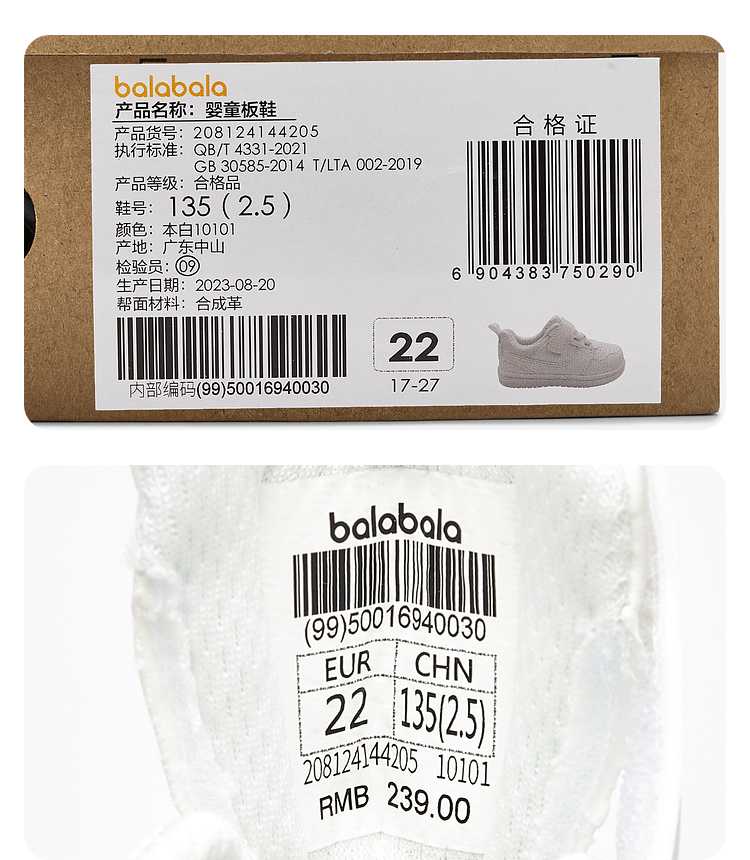 balabala
产品名称：婴童板鞋
产品货号：208124144205
执行标准：QB/T 4331-2021
GB 30585-2014 T/LTA 002-2019
产品等级：合格品
鞋号：135（2.5）
颜色：本白10101
产地：广东中山
检验员：09
生产日期：2023-08-20
帮面材料：合成革
内部编码(99)50016940030
合格证
6 904383 750290
22
17-27
balabala
(99)50016940030
EUR CHN
22 135(2.5)
208124144205 10101
RMB 239.00